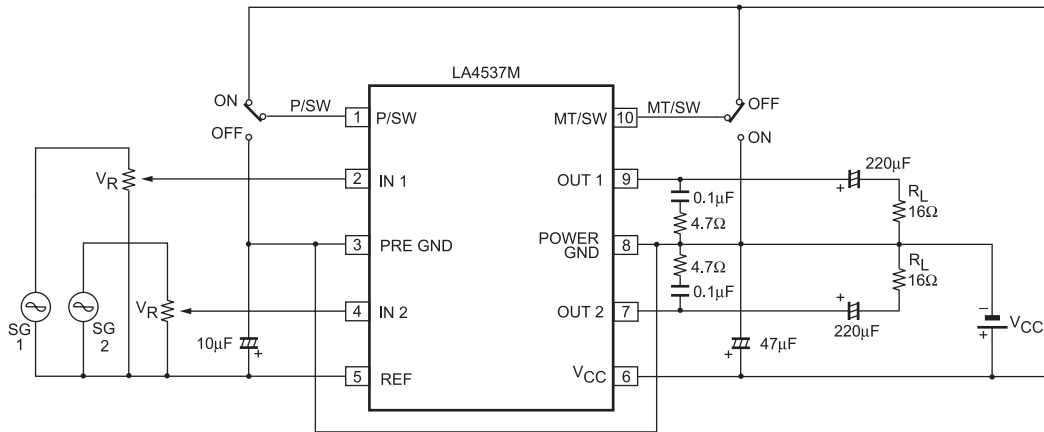 LA4537M
ON
P/SW
OFF
1
P/SW
MT/SW
10
MT/SW
OFF
ON
VR
2
IN 1
OUT 1
9
220μF
+
0.1μF
4.7Ω
RL
16Ω
3
PRE GND
POWER
GND
8
4.7Ω
0.1μF
RL
16Ω
VR
4
IN 2
OUT 2
7
+
220μF
SG
1
SG
2
10μF
+
47μF
+
−
+
VCC
5
REF
VCC
6